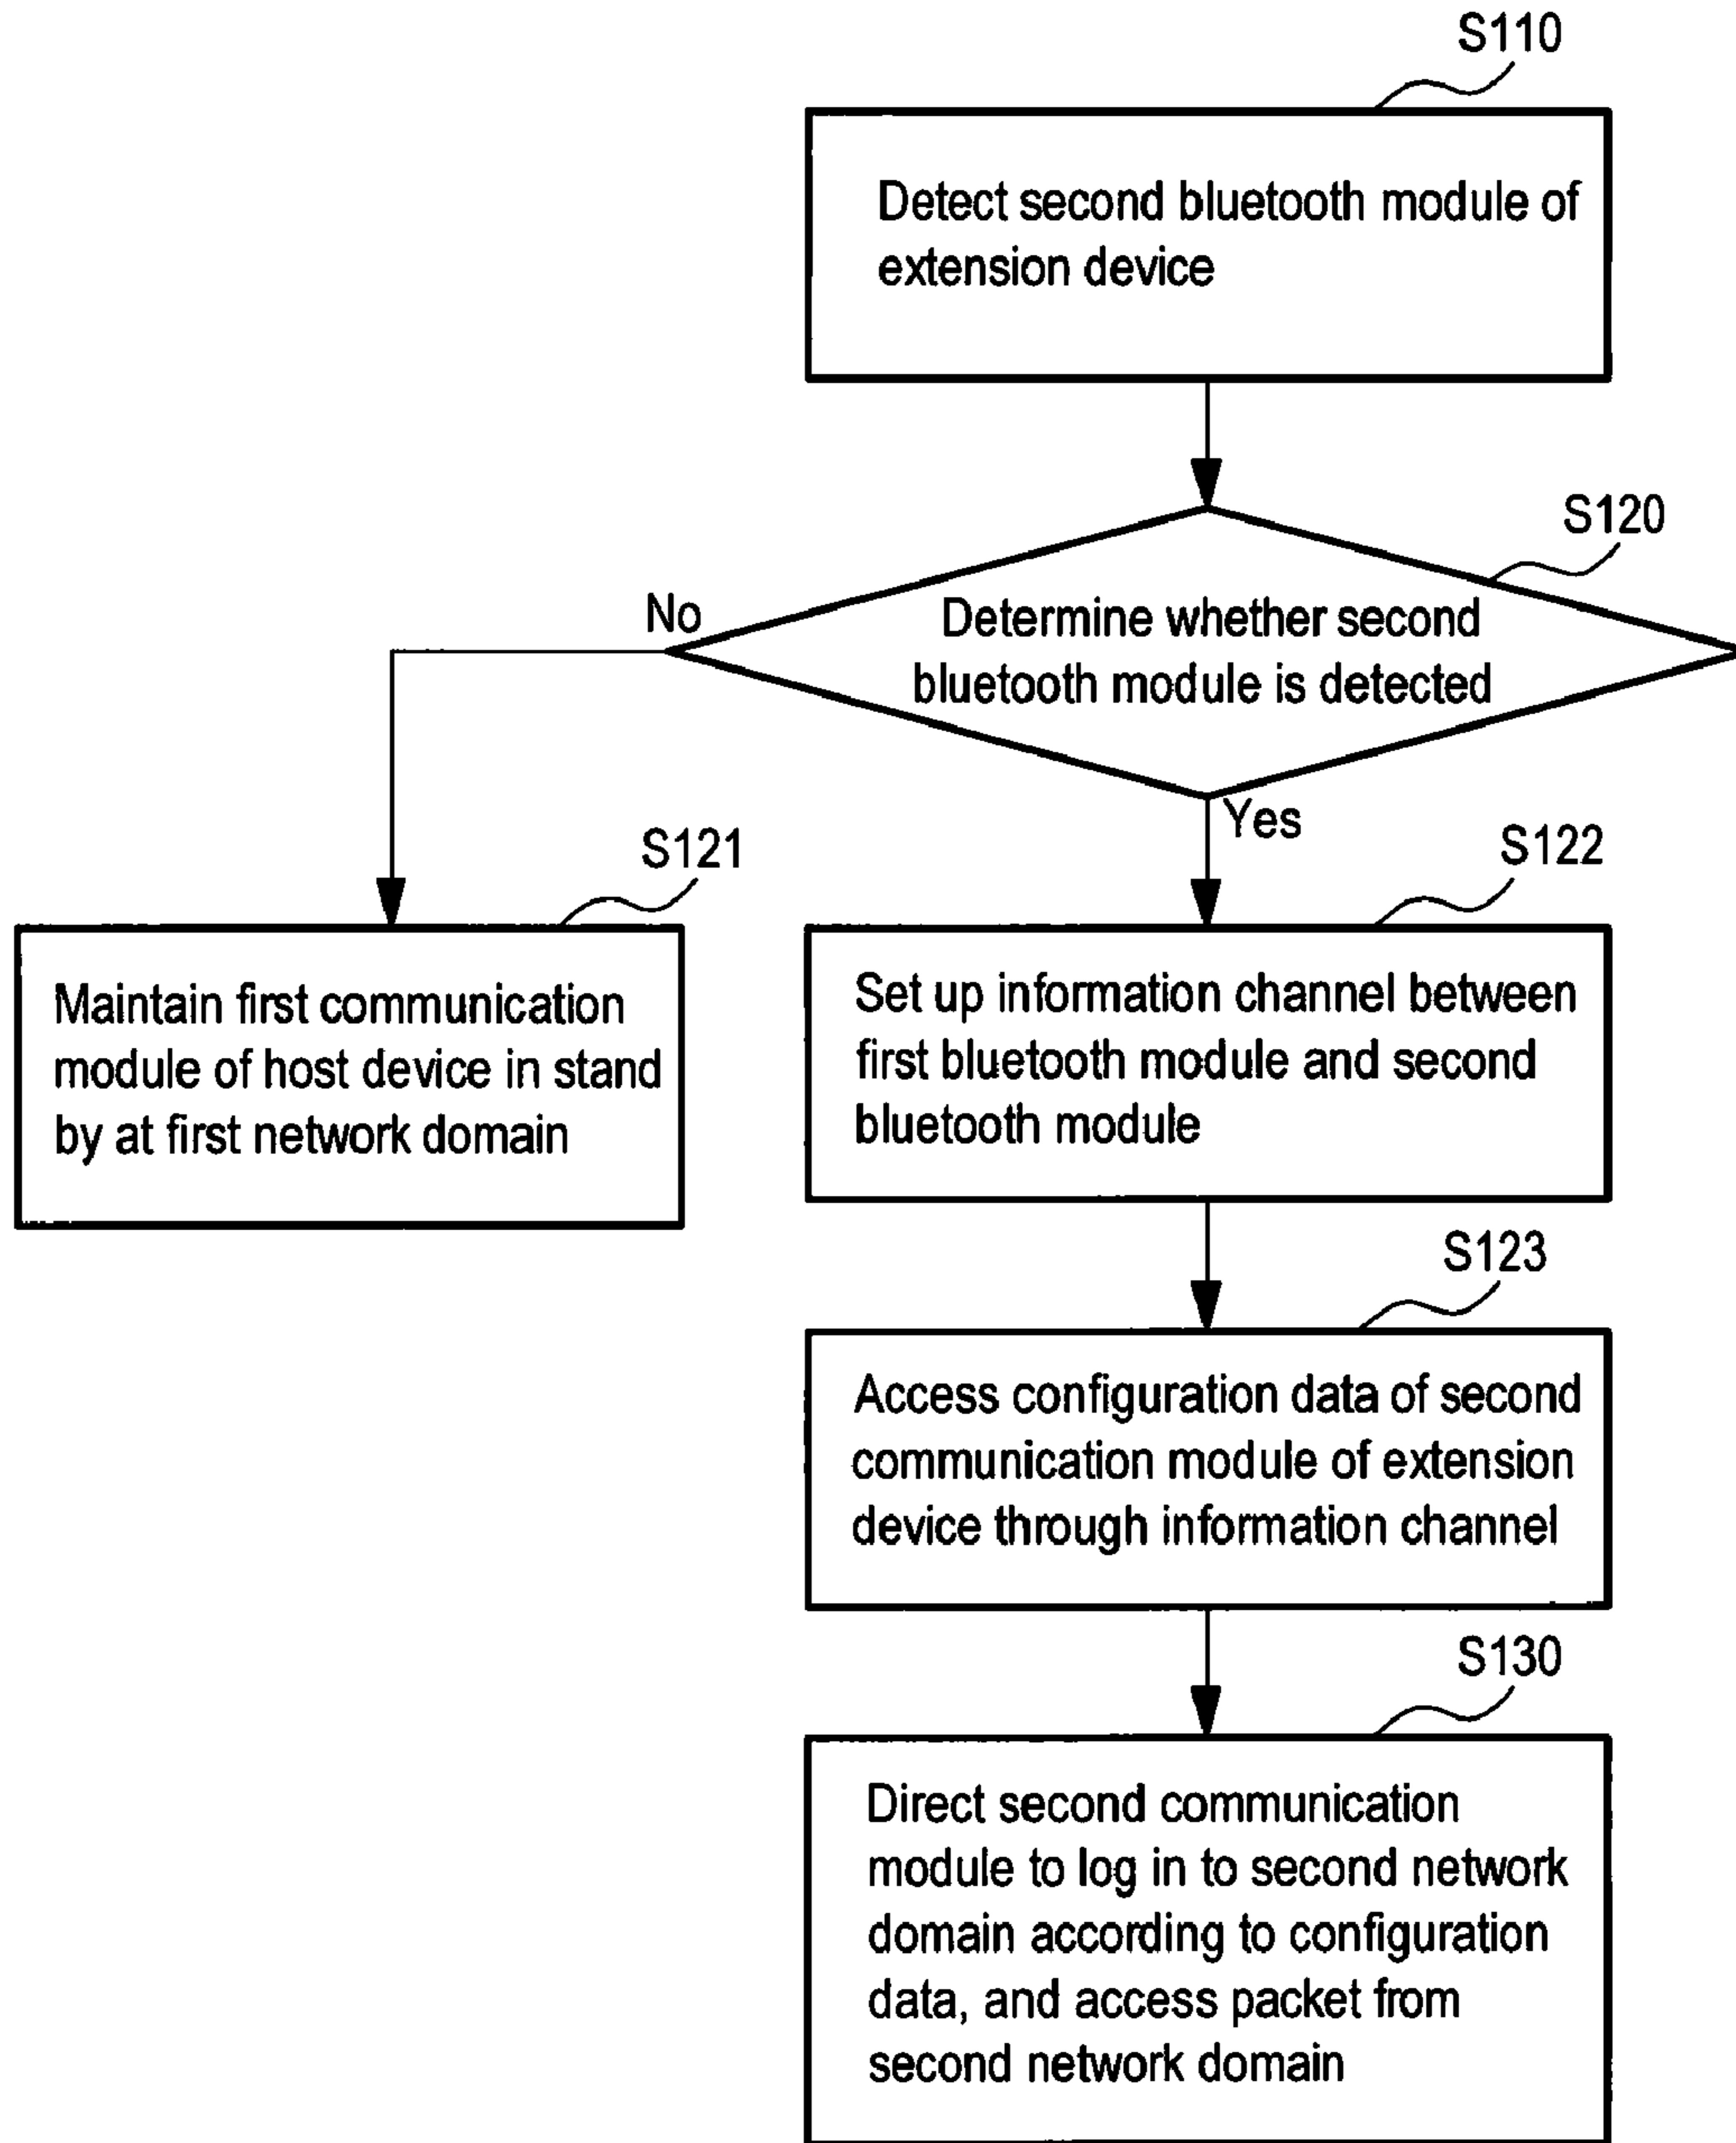 S110
Detect second bluetooth module of
extension device
S120
No
Determine whether second
bluetooth module is detected
Yes
S121
S122
Maintain first communication
module of host device in stand
by at first network domain
Set up information channel between
first bluetooth module and second
bluetooth module
S123
Access configuration data of second
communication module of extension
device through information channel
S130
Direct second communication
module to log in to second network
domain according to configuration
data, and access packet from
second network domain